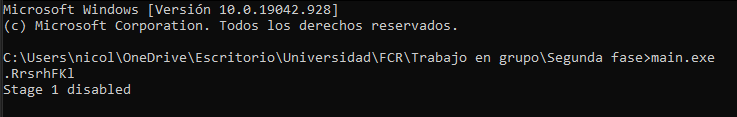 Microsoft Windows [Versión 10.0.19042.928]
(c) Microsoft Corporation. Todos los derechos reservados.
C:\Users\nicol\OneDrive\Escritorio\Universidad\FCR\Trabajo en grupo\Segunda fase>main.exe
.RrsrhFKl
Stage 1 disabled